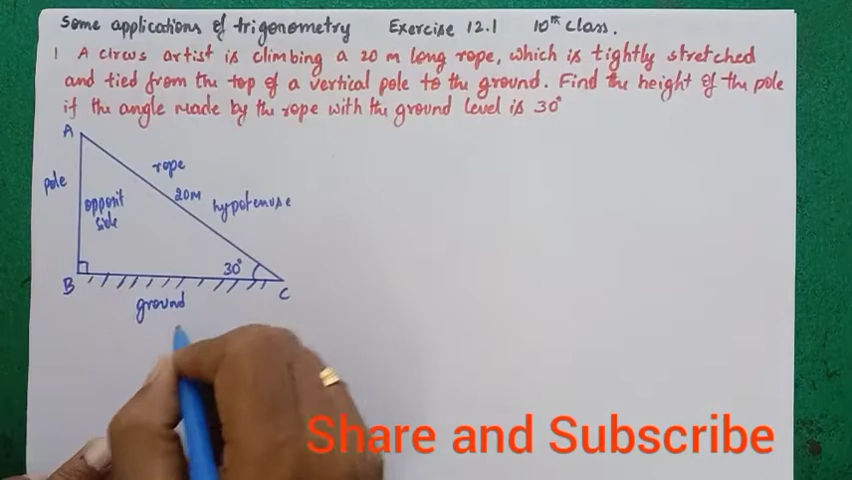 Some applications of trigonometry Exercise 12.1 10th Class.
1 A circus artist is climbing a 20 m long rope, which is tightly stretched
and tied from the top of a vertical pole to the ground. Find the height of the pole
if the angle made by the rope with the ground level is 30°
A
rope
pole
20M
opposit
side
hypotenuse
30°
B
C
ground
Share and Subscribe